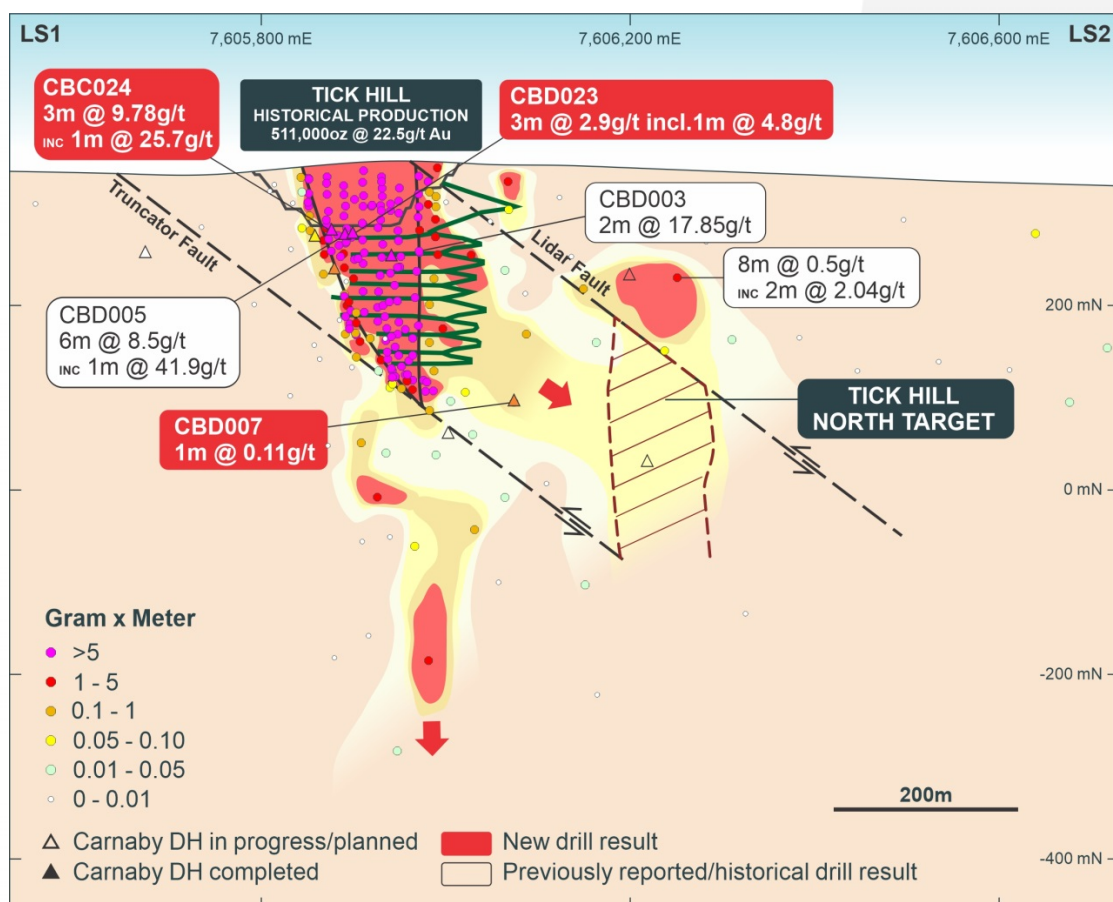 LS1
7,605,800 mE
7,606,200 mE
7,606,600 mE
LS2
CBC024
3m @ 9.78g/t
INC 1m @ 25.7g/t
TICK HILL
HISTORICAL PRODUCTION
511,000oz @ 22.5g/t Au
CBD023
3m @ 2.9g/t incl.1m @ 4.8g/t
Truncator Fault
CBD003
2m @ 17.85g/t
Lidar Fault
8m @ 0.5g/t
INC 2m @ 2.04g/t
200 mN
CBD005
6m @ 8.5g/t
INC 1m @ 41.9g/t
TICK HILL
NORTH TARGET
CBD007
1m @ 0.11g/t
0 mN
Gram x Meter
>5
1 - 5
0.1 - 1
0.05 - 0.10
0.01 - 0.05
0 - 0.01
-200 mN
200m
Carnaby DH in progress/planned
New drill result
Carnaby DH completed
Previously reported/historical drill result
-400 mN